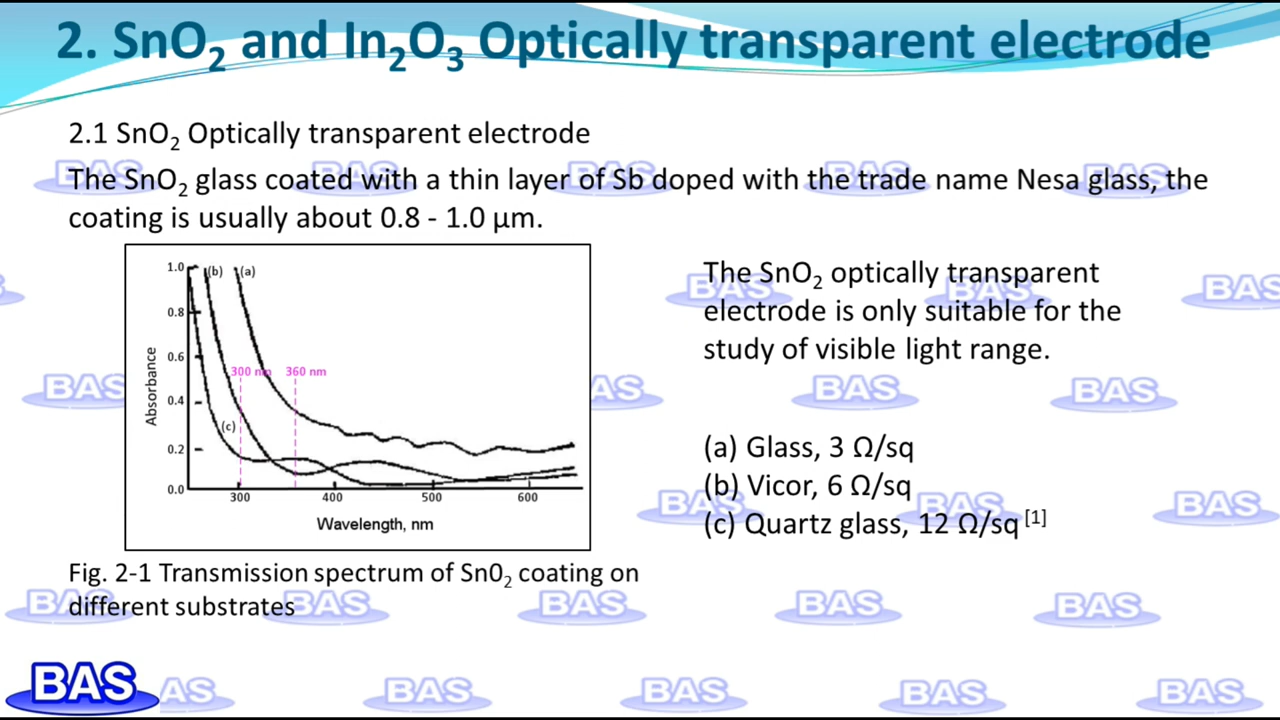 2. SnO₂ and In₂O₃ Optically transparent electrode
2.1 SnO₂ Optically transparent electrode
The SnO₂ glass coated with a thin layer of Sb doped with the trade name Nesa glass, the
coating is usually about 0.8 - 1.0 µm.
1.0
(b)
(a)
0.8
0.6
300 nm
360 nm
0.4
(c)
0.2
0.0
300
400
500
600
Absorbance
Wavelength, nm
Fig. 2-1 Transmission spectrum of Sn0₂ coating on
different substrates
The SnO₂ optically transparent
electrode is only suitable for the
study of visible light range.
(a) Glass, 3 Ω/sq
(b) Vicor, 6 Ω/sq
(c) Quartz glass, 12 Ω/sq [1]
BAS